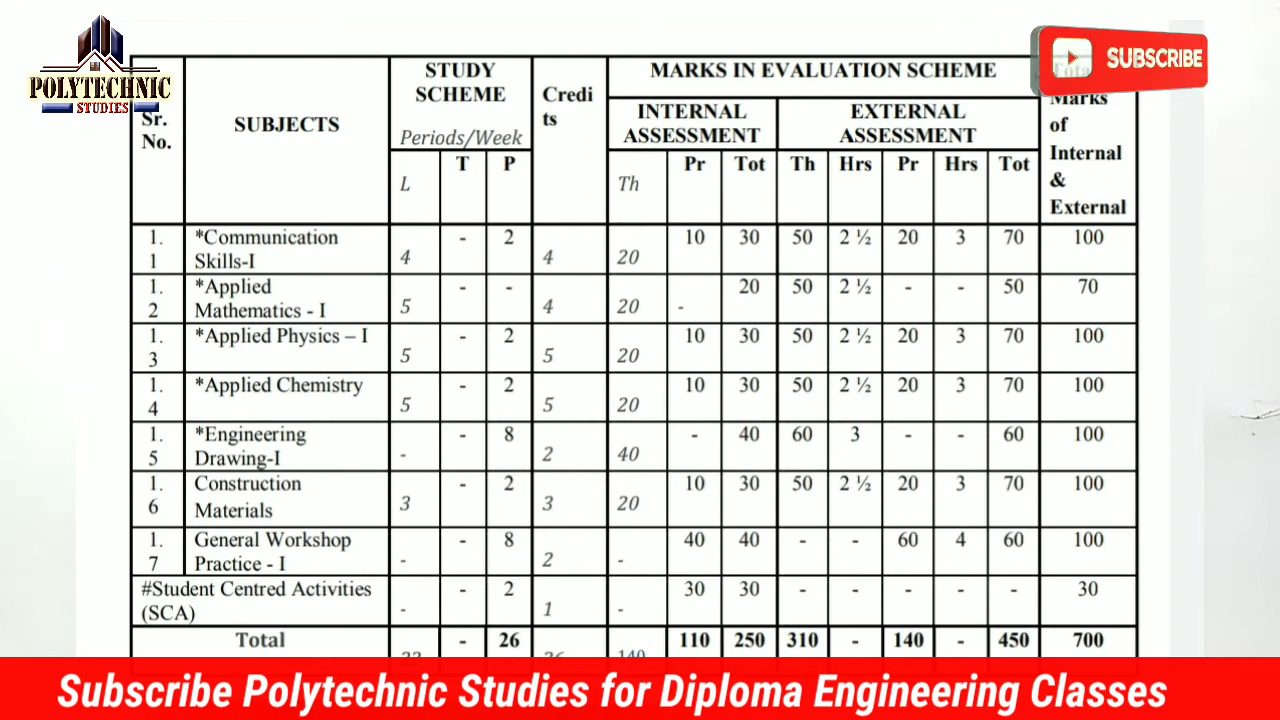 POLYTECHNIC
STUDIES
SUBSCRIBE
Sr. No. SUBJECTS STUDY SCHEME Periods/Week Credi ts MARKS IN EVALUATION SCHEME Marks of Internal & External
INTERNAL ASSESSMENT EXTERNAL ASSESSMENT
L T P Th Pr Tot Th Hrs Pr Hrs Tot
1. 1 *Communication Skills-I 4 - 2 4 20 10 30 50 2 ½ 20 3 70 100
1. 2 *Applied Mathematics - I 5 - - 4 20 - 20 50 2 ½ - - 50 70
1. 3 *Applied Physics – I 5 - 2 5 20 10 30 50 2 ½ 20 3 70 100
1. 4 *Applied Chemistry 5 - 2 5 20 10 30 50 2 ½ 20 3 70 100
1. 5 *Engineering Drawing-I - - 8 2 40 - 40 60 3 - - 60 100
1. 6 Construction Materials 3 - 2 3 20 10 30 50 2 ½ 20 3 70 100
1. 7 General Workshop Practice - I - - 8 2 - 40 40 - - 60 4 60 100
#Student Centred Activities (SCA) - - 2 1 - 30 30 - - - - - 30
Total - 26 140 110 250 310 - 140 - 450 700
Subscribe Polytechnic Studies for Diploma Engineering Classes